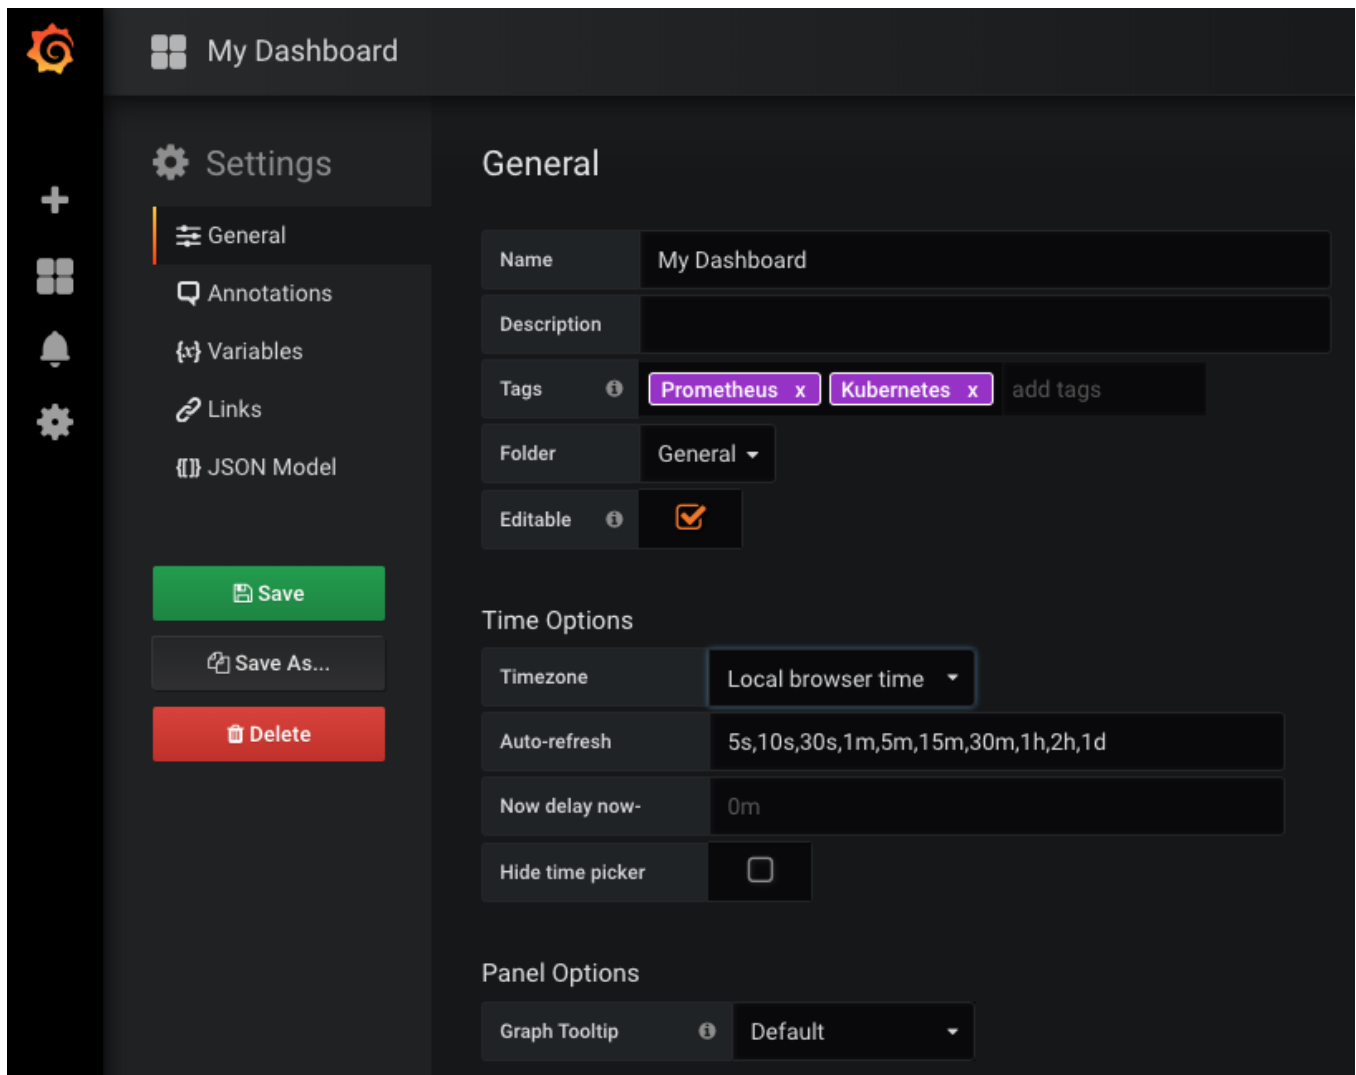 My Dashboard
Settings
General
Annotations
{x} Variables
Links
JSON Model
Save
Save As...
Delete
General
Name My Dashboard
Description
Tags Prometheus x Kubernetes x add tags
Folder General
Editable
Time Options
Timezone Local browser time
Auto-refresh 5s,10s,30s,1m,5m,15m,30m,1h,2h,1d
Now delay now- 0m
Hide time picker
Panel Options
Graph Tooltip Default